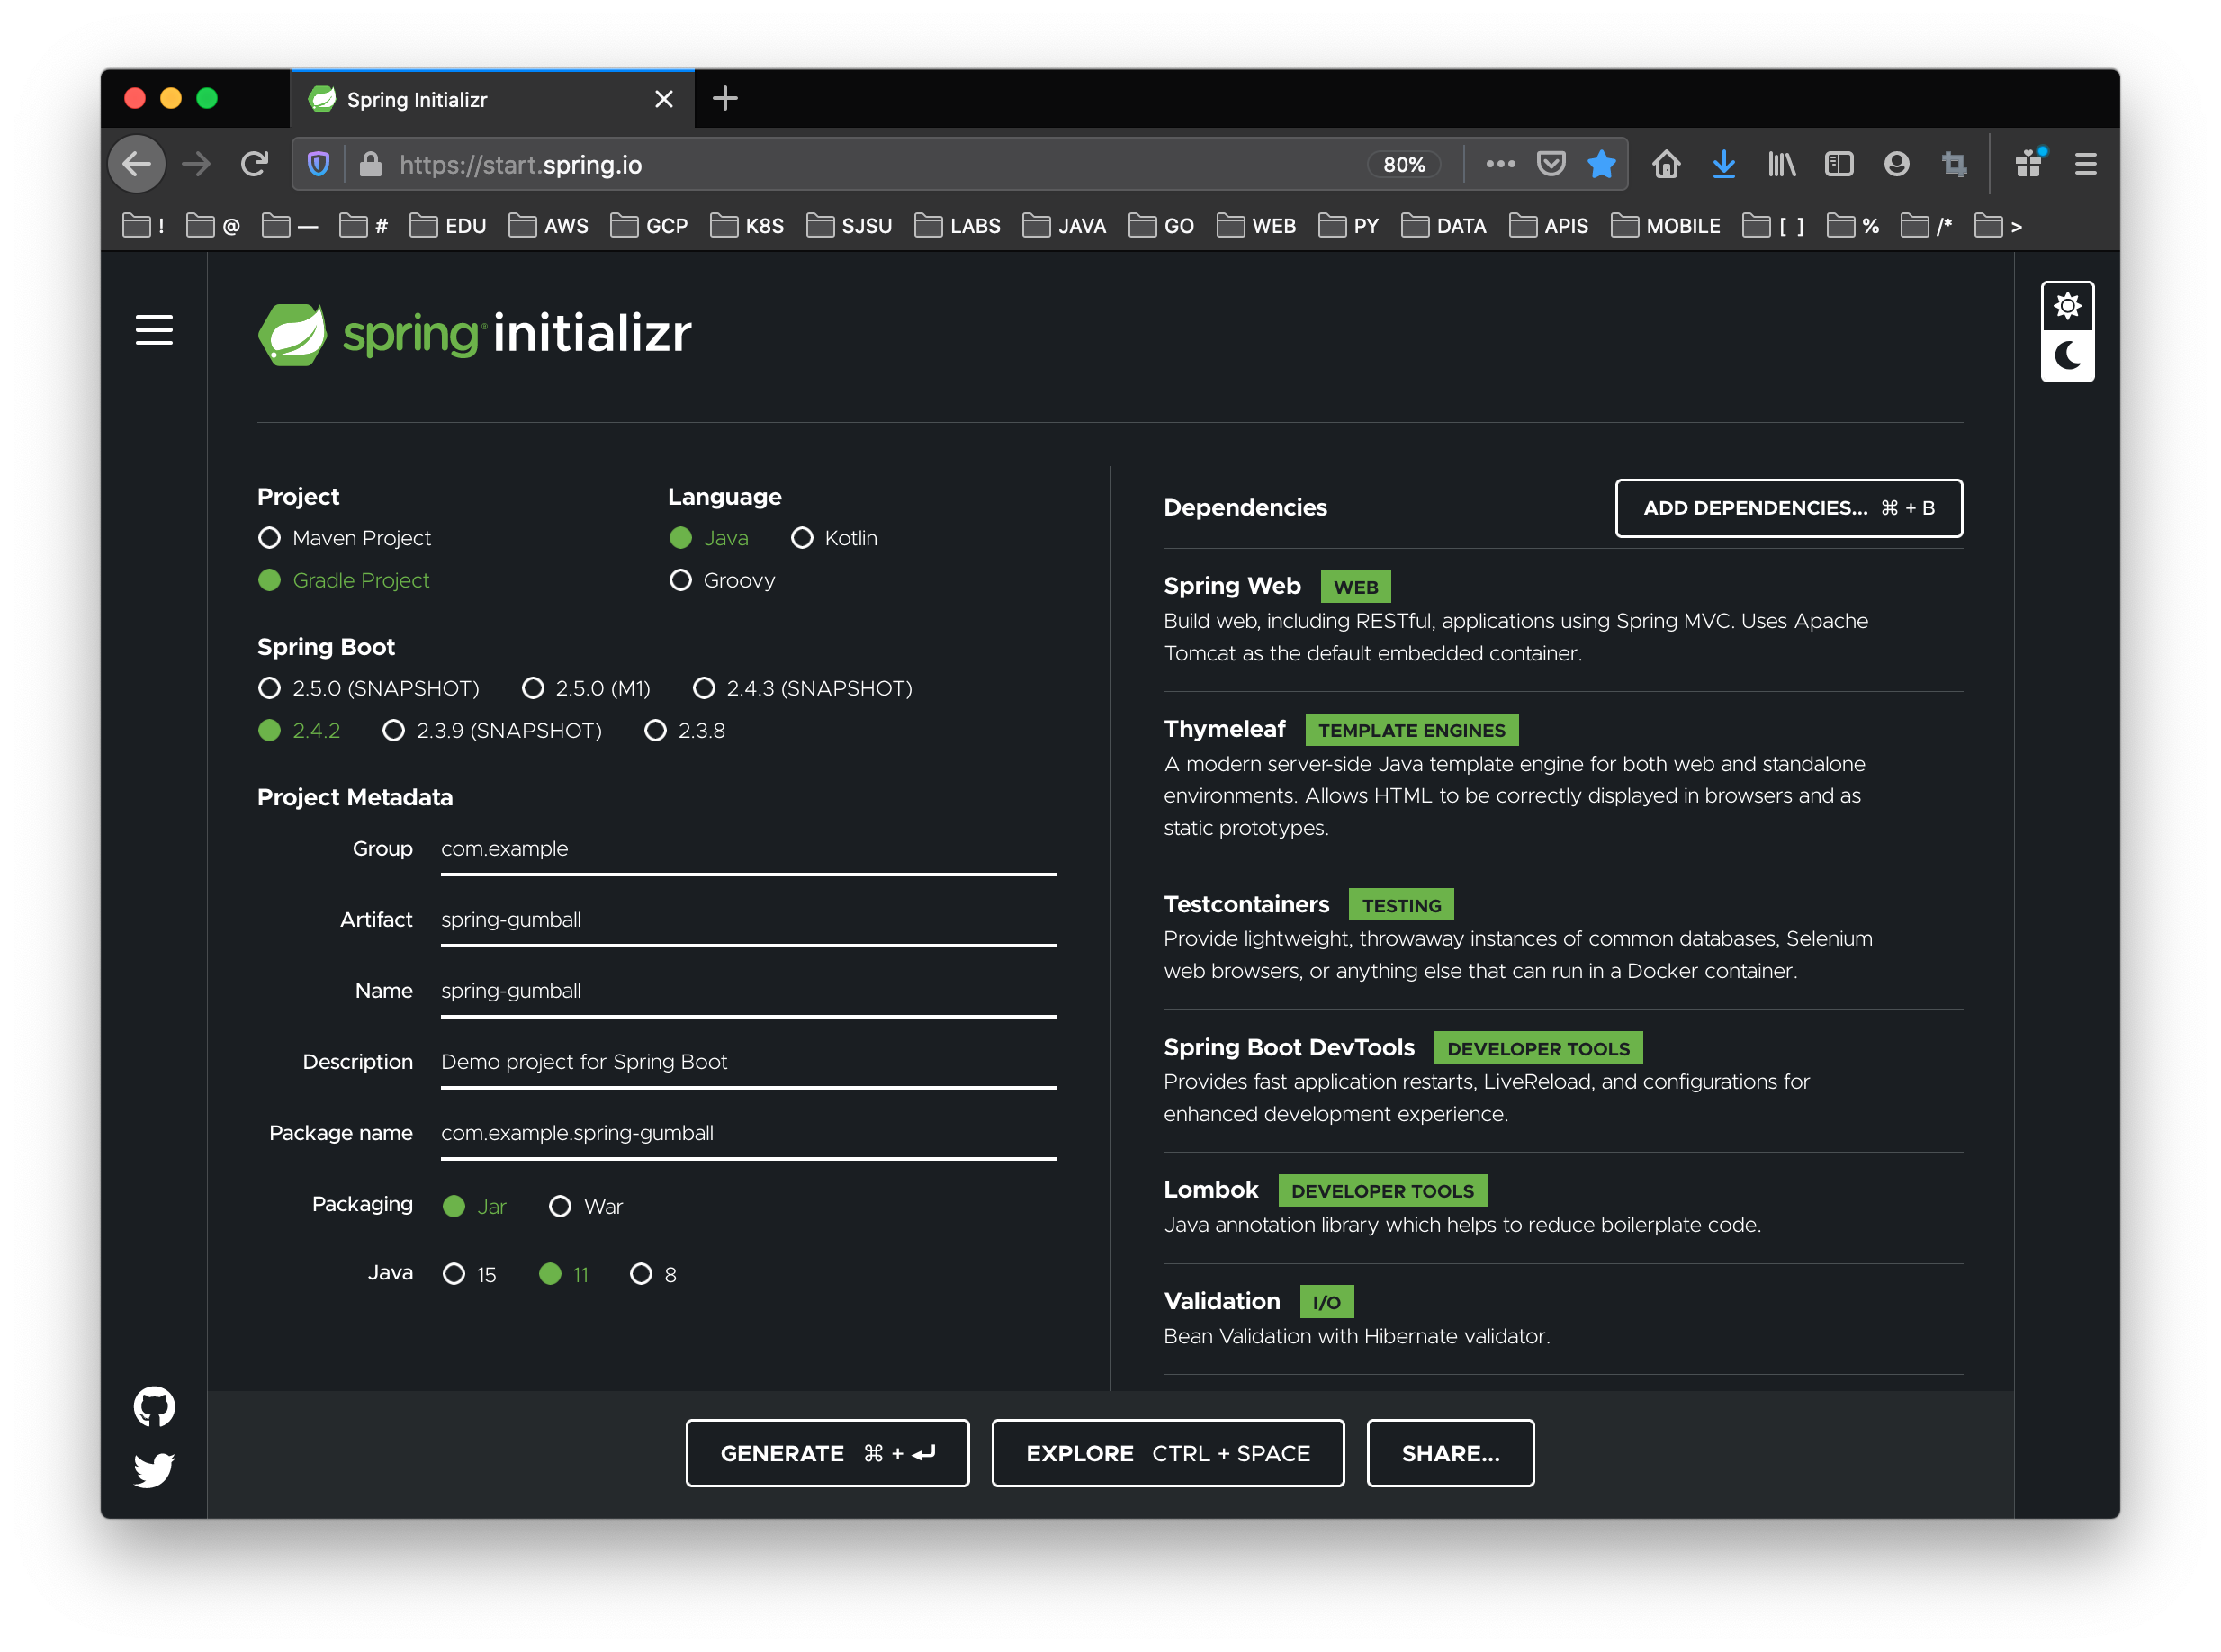 Spring Initializr
https://start.spring.io
80%
! @ — # EDU AWS GCP K8S SJSU LABS JAVA GO WEB PY DATA APIS MOBILE [ ] % /* >
spring® initializr
Project
Maven Project
Gradle Project
Language
Java Kotlin
Groovy
Spring Boot
2.5.0 (SNAPSHOT) 2.5.0 (M1) 2.4.3 (SNAPSHOT)
2.4.2 2.3.9 (SNAPSHOT) 2.3.8
Project Metadata
Group com.example
Artifact spring-gumball
Name spring-gumball
Description Demo project for Spring Boot
Package name com.example.spring-gumball
Packaging Jar War
Java 15 11 8
Dependencies
ADD DEPENDENCIES... ⌘ + B
Spring Web WEB
Build web, including RESTful, applications using Spring MVC. Uses Apache
Tomcat as the default embedded container.
Thymeleaf TEMPLATE ENGINES
A modern server-side Java template engine for both web and standalone
environments. Allows HTML to be correctly displayed in browsers and as
static prototypes.
Testcontainers TESTING
Provide lightweight, throwaway instances of common databases, Selenium
web browsers, or anything else that can run in a Docker container.
Spring Boot DevTools DEVELOPER TOOLS
Provides fast application restarts, LiveReload, and configurations for
enhanced development experience.
Lombok DEVELOPER TOOLS
Java annotation library which helps to reduce boilerplate code.
Validation I/O
Bean Validation with Hibernate validator.
GENERATE ⌘ + ↵
EXPLORE CTRL + SPACE
SHARE...